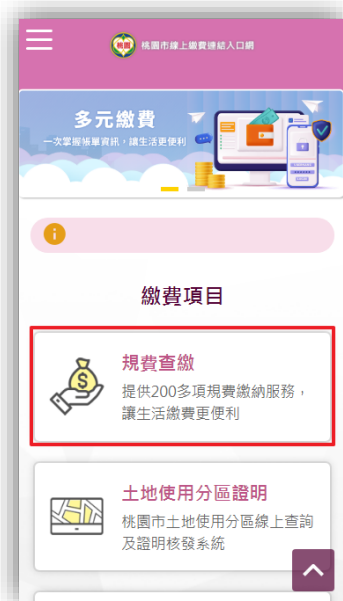 桃園
桃園市線上繳費連結入口網
多元繳費
一次掌握帳單資訊，讓生活更便利
繳費項目
規費查繳
提供200多項規費繳納服務，
讓生活繳費更便利
土地使用分區證明
桃園市土地使用分區線上查詢
及證明核發系統